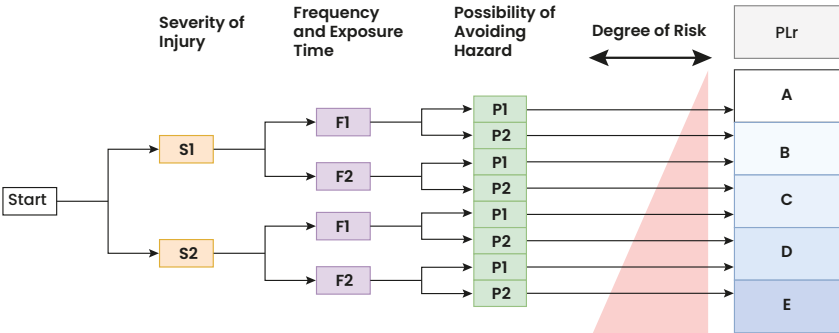 Severity of
Injury
Frequency
and Exposure
Time
Possibility of
Avoiding
Hazard
Degree of Risk
PLr
Start
S1
S2
F1
F2
F1
F2
P1
P2
P1
P2
P1
P2
P1
P2
A
B
C
D
E